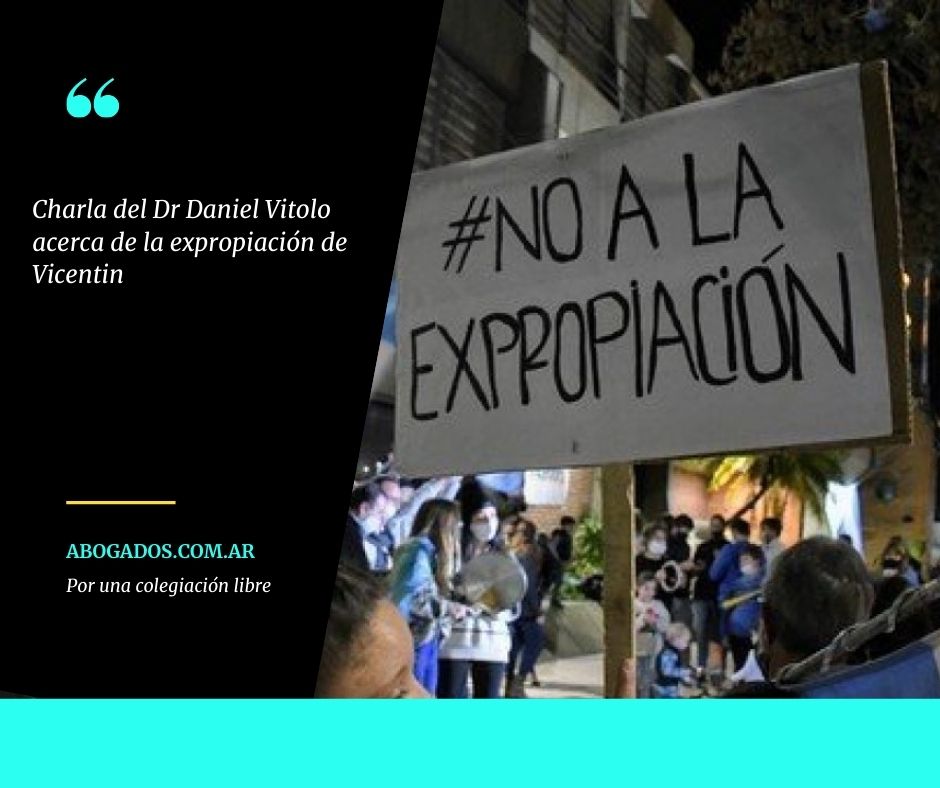 Charla del Dr Daniel Vitolo
acerca de la expropiación de
Vicentin
ABOGADOS.COM.AR
Por una colegiación libre
#NO A LA
EXPROPIACIÓN